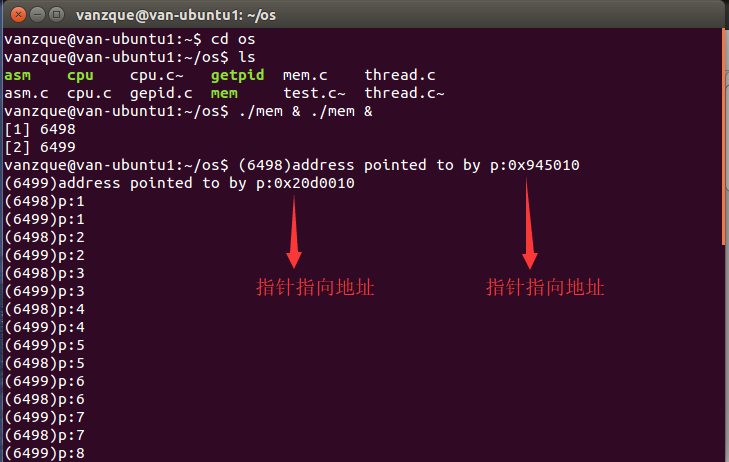 vanzque@van-ubuntu1: ~/os
vanzque@van-ubuntu1:~$ cd os
vanzque@van-ubuntu1:~/os$ ls
asm cpu cpu.c~ getpid mem.c thread.c
asm.c cpu.c gepid.c mem test.c~ thread.c~
vanzque@van-ubuntu1:~/os$ ./mem & ./mem &
[1] 6498
[2] 6499
vanzque@van-ubuntu1:~/os$ (6498)address pointed to by p:0x945010
(6499)address pointed to by p:0x20d0010
(6498)p:1
(6499)p:1
(6498)p:2
(6499)p:2
(6498)p:3
(6499)p:3
指针指向地址 指针指向地址
(6498)p:4
(6499)p:4
(6499)p:5
(6498)p:5
(6499)p:6
(6498)p:6
(6499)p:7
(6498)p:7
(6499)p:8